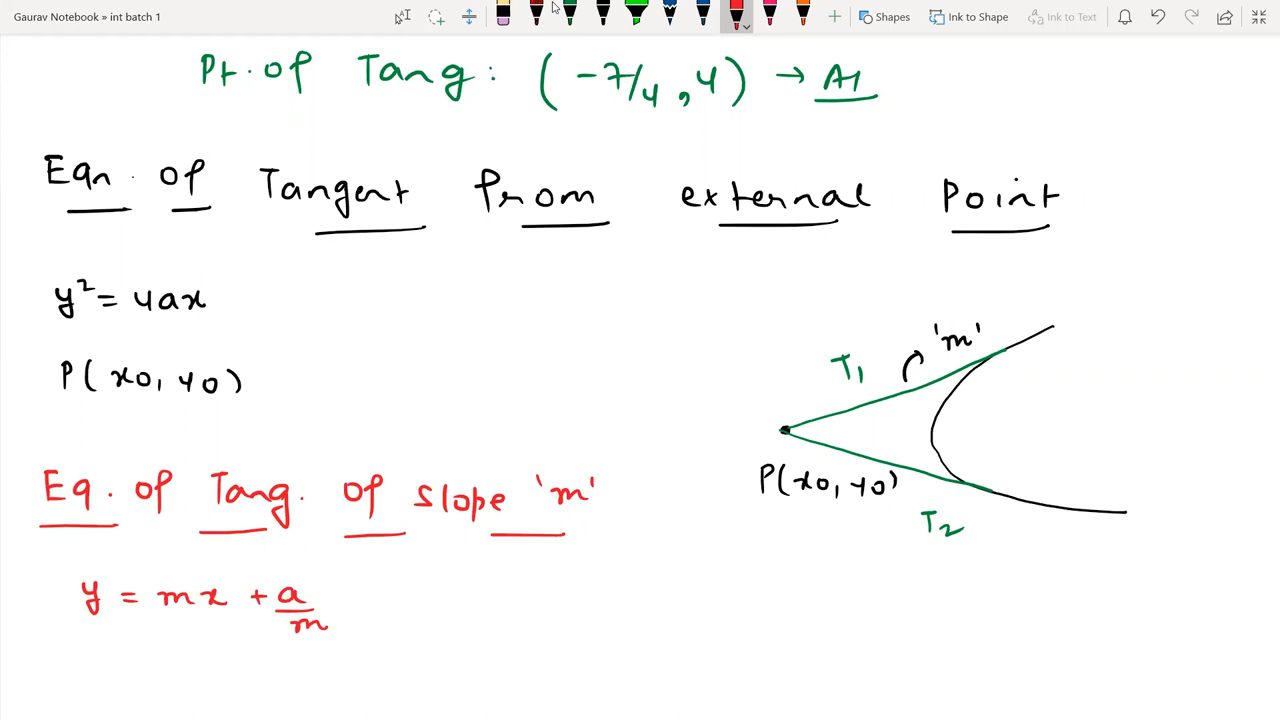 Gaurav Notebook » int batch 1
Shapes
Ink to Shape
Ink to Text
Pt. of Tang : (-7/4, 4) → A1
Eqn. of Tangent from external Point
y² = 4ax
P(x0, y0)
'm'
T1
P(x0, y0)
T2
Eq. of Tang. of slope 'm'
y = mx + a/m